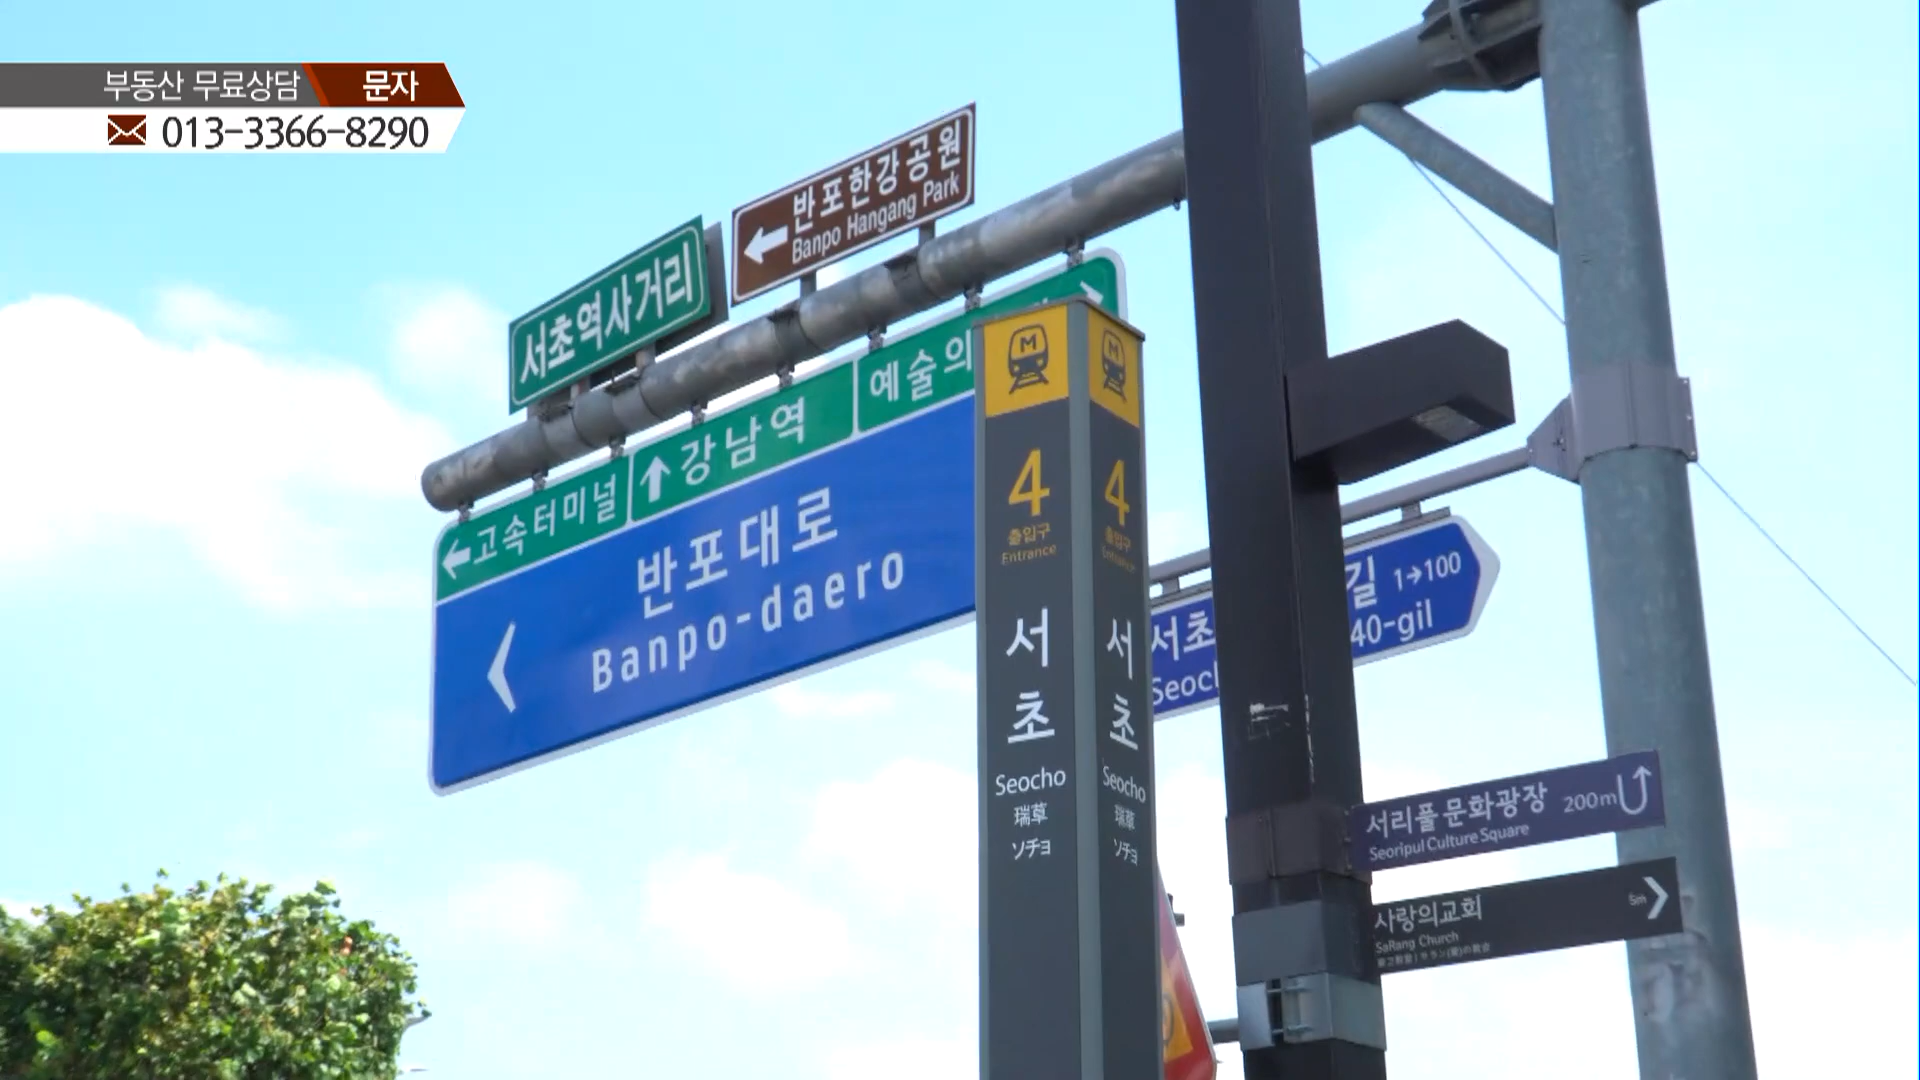 부동산 무료상담 문자
013-3366-8290
반포한강공원
Banpo Hangang Park
서초역사거리
고속터미널
강남역
예술의
반포대로
Banpo-daero
M
4
출입구
Entrance
서초
Seocho
瑞草
ソチョ
M
4
출입구
Entrance
서초
Seocho
瑞草
ソチョ
서초 길 1→100
40-gil
서리풀문화광장 200m
Seoripul Culture Square
사랑의교회 5m
SaRang Church